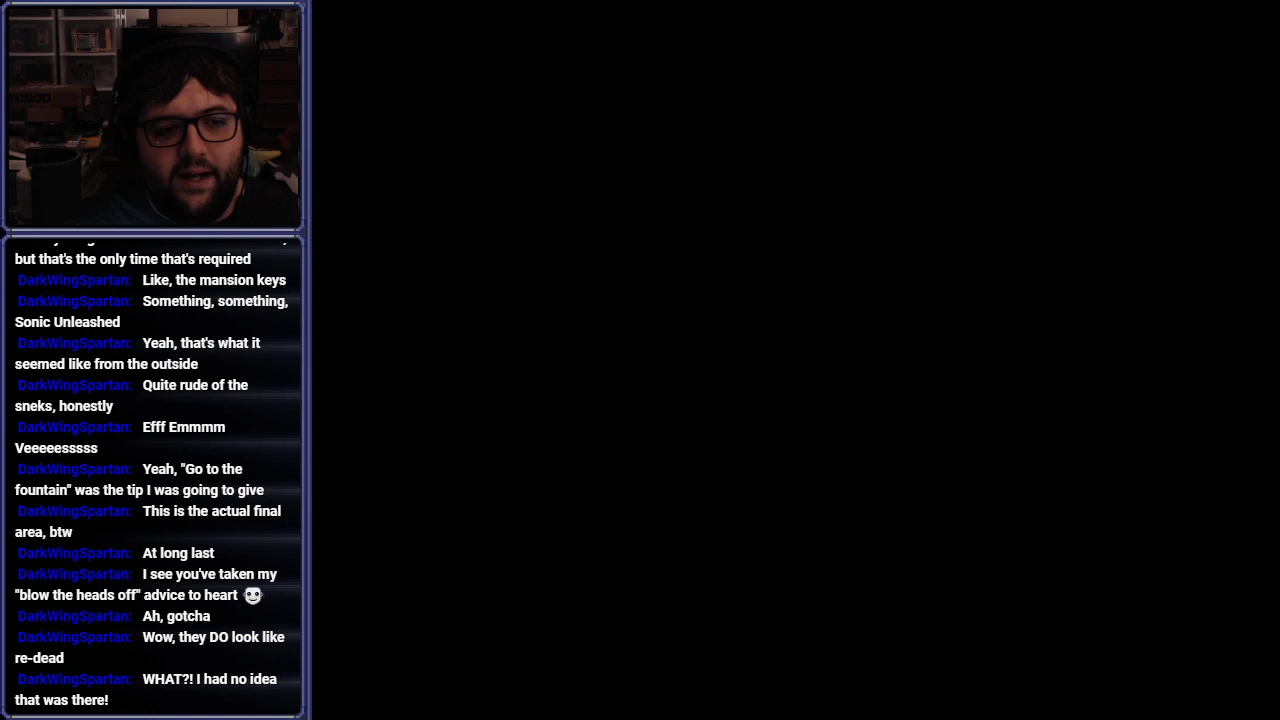 but that's the only time that's required
DarkWingSpartan: Like, the mansion keys
DarkWingSpartan: Something, something,
Sonic Unleashed
DarkWingSpartan: Yeah, that's what it
seemed like from the outside
DarkWingSpartan: Quite rude of the
sneks, honestly
DarkWingSpartan: Efff Emmmm
Veeeeesssss
DarkWingSpartan: Yeah, "Go to the
fountain" was the tip I was going to give
DarkWingSpartan: This is the actual final
area, btw
DarkWingSpartan: At long last
DarkWingSpartan: I see you've taken my
"blow the heads off" advice to heart
DarkWingSpartan: Ah, gotcha
DarkWingSpartan: Wow, they DO look like
re-dead
DarkWingSpartan: WHAT?! I had no idea
that was there!